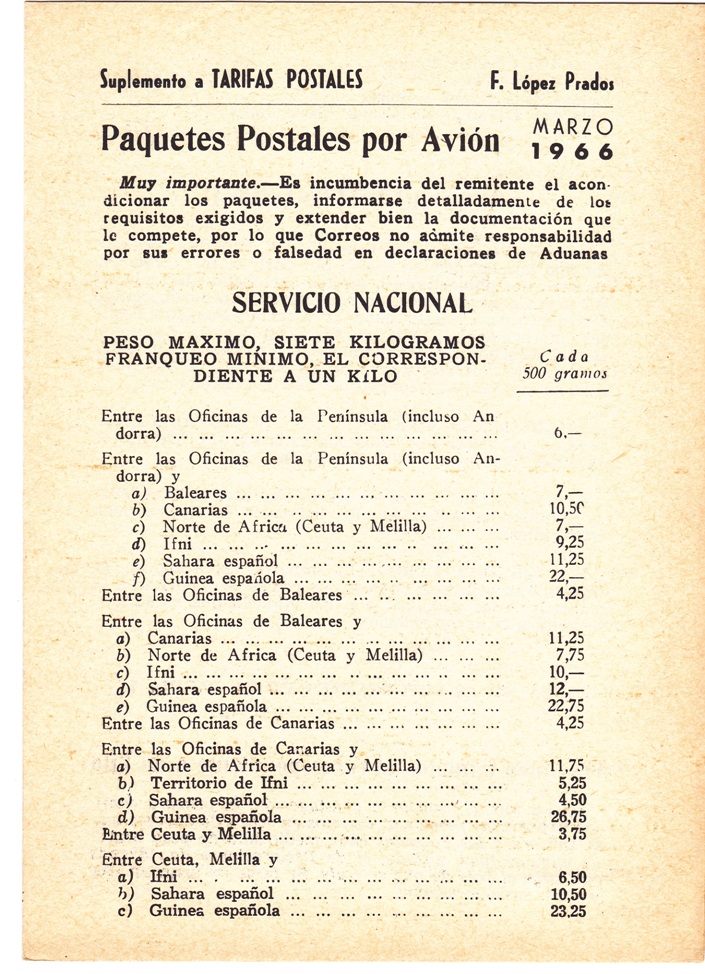 Suplemento a TARIFAS POSTALES F. López Prados
Paquetes Postales por Avión MARZO 1966
Muy importante.—Es incumbencia del remitente el acon-
dicionar los paquetes, informarse detalladamente de los
requisitos exigidos y extender bien la documentación que
le compete, por lo que Correos no admite responsabilidad
por sus errores o falsedad en declaraciones de Aduanas
SERVICIO NACIONAL
PESO MAXIMO, SIETE KILOGRAMOS
FRANQUEO MINIMO, EL CORRESPON-
DIENTE A UN KILO
Cada
500 gramos
Entre las Oficinas de la Península (incluso An
dorra) ... ... ... ... ... ... ... ... ... ... ... ... ... ... 6,—
Entre las Oficinas de la Península (incluso An-
dorra) y
a) Baleares ... ... ... ... ... ... ... ... ... ... ... 7,—
b) Canarias ... ... ... ... ... ... ... ... ... ... ... 10,50
c) Norte de Africa (Ceuta y Melilla) ... ... ... 7,—
d) Ifni ... ... ... ... ... ... ... ... ... ... ... ... 9,25
e) Sahara español ... ... ... ... ... ... ... ... ... 11,25
f) Guinea española ... ... ... ... ... ... ... ... 22,—
Entre las Oficinas de Baleares ... ... ... ... ... ... 4,25
Entre las Oficinas de Baleares y
a) Canarias ... ... ... ... ... ... ... ... ... ... ... 11,25
b) Norte de Africa (Ceuta y Melilla) ... ... ... 7,75
c) Ifni ... ... ... ... ... ... ... ... ... ... ... ... 10,—
d) Sahara español ... ... ... ... ... ... ... ... ... 12,—
e) Guinea española ... ... ... ... ... ... ... ... ... 22,75
Entre las Oficinas de Canarias ... ... ... ... ... ... 4,25
Entre las Oficinas de Canarias y
a) Norte de Africa (Ceuta y Melilla) ... ... ... 11,75
b) Territorio de Ifni ... ... ... ... ... ... ... ... 5,25
c) Sahara español ... ... ... ... ... ... ... ... ... 4,50
d) Guinea española ... ... ... ... ... ... ... ... 26,75
Entre Ceuta y Melilla ... ... ... ... ... ... ... ... ... 3,75
Entre Ceuta, Melilla y
a) Ifni ... ... ... ... ... ... ... ... ... ... ... ... 6,50
b) Sahara español ... ... ... ... ... ... ... ... ... 10,50
c) Guinea española ... ... ... ... ... ... ... ... 23,25